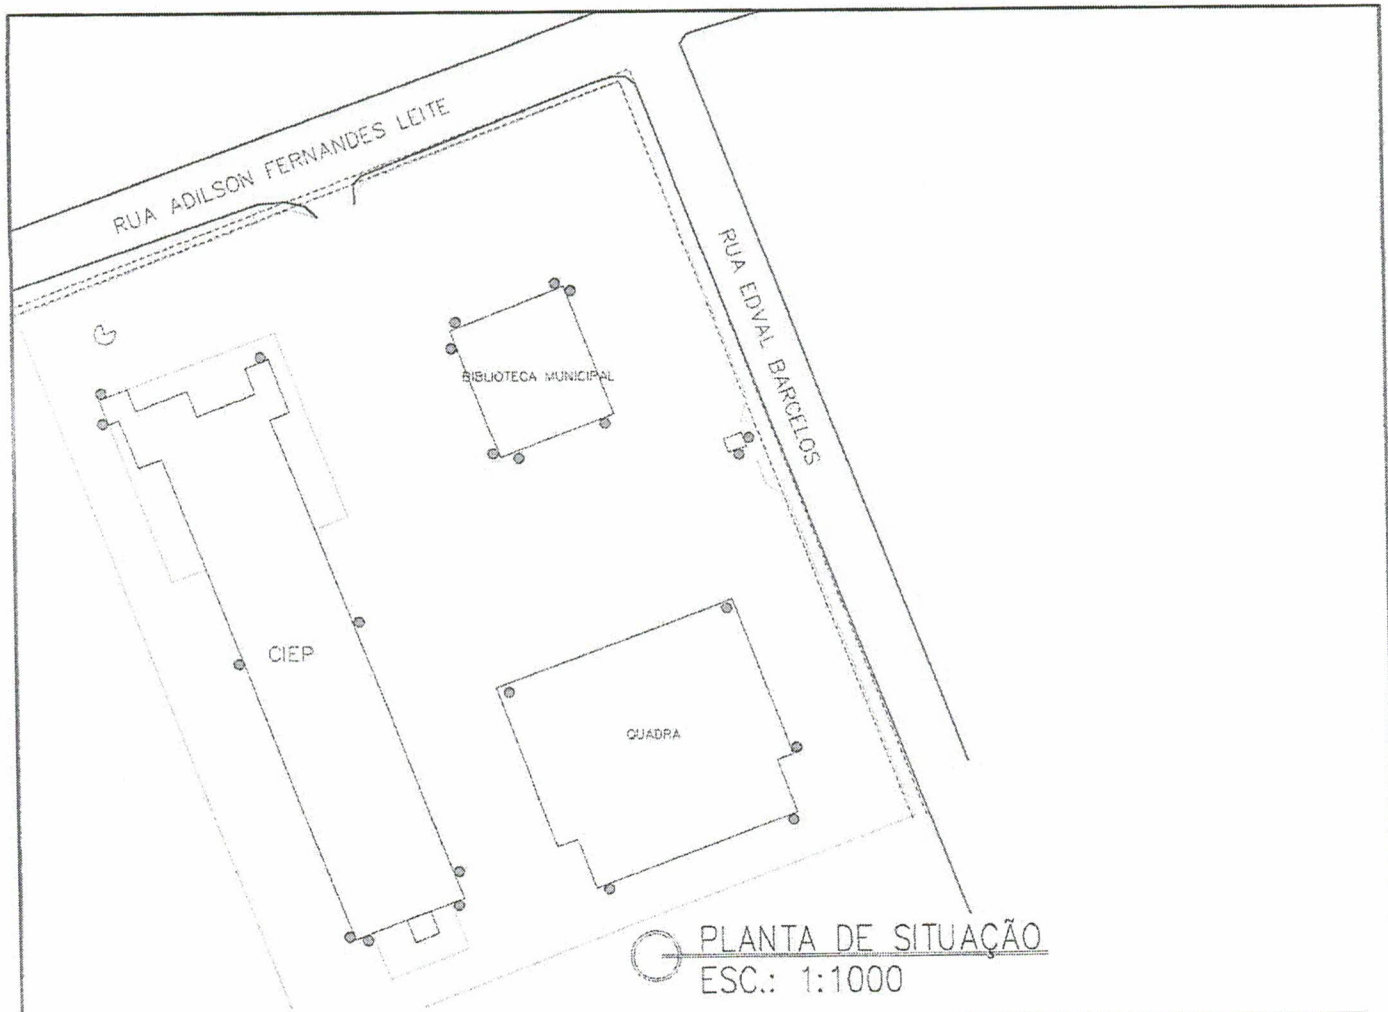 RUA ADILSON FERNANDES LEITE
RUA EDVAL BARCELOS
BIBLIOTECA MUNICIPAL
CIEP
QUADRA
PLANTA DE SITUAÇÃO
ESC.: 1:1000